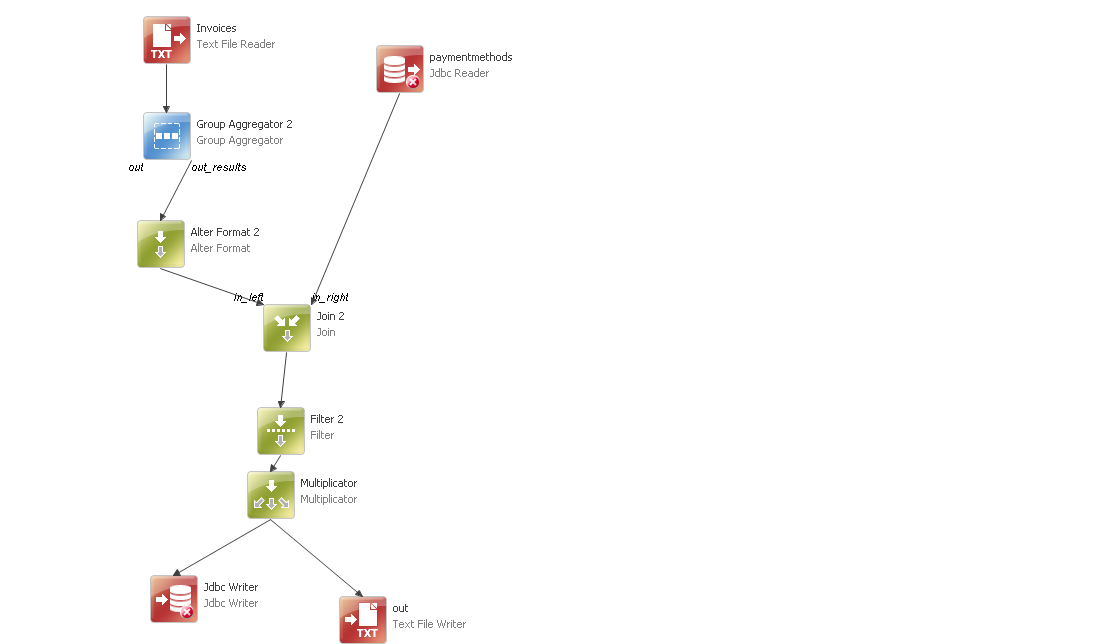 Invoices
Text File Reader
TXT
paymentmethods
Jdbc Reader
Group Aggregator 2
Group Aggregator
out
out_results
Alter Format 2
Alter Format
in_left
in_right
Join 2
Join
Filter 2
Filter
Multiplicator
Multiplicator
Jdbc Writer
Jdbc Writer
out
Text File Writer
TXT